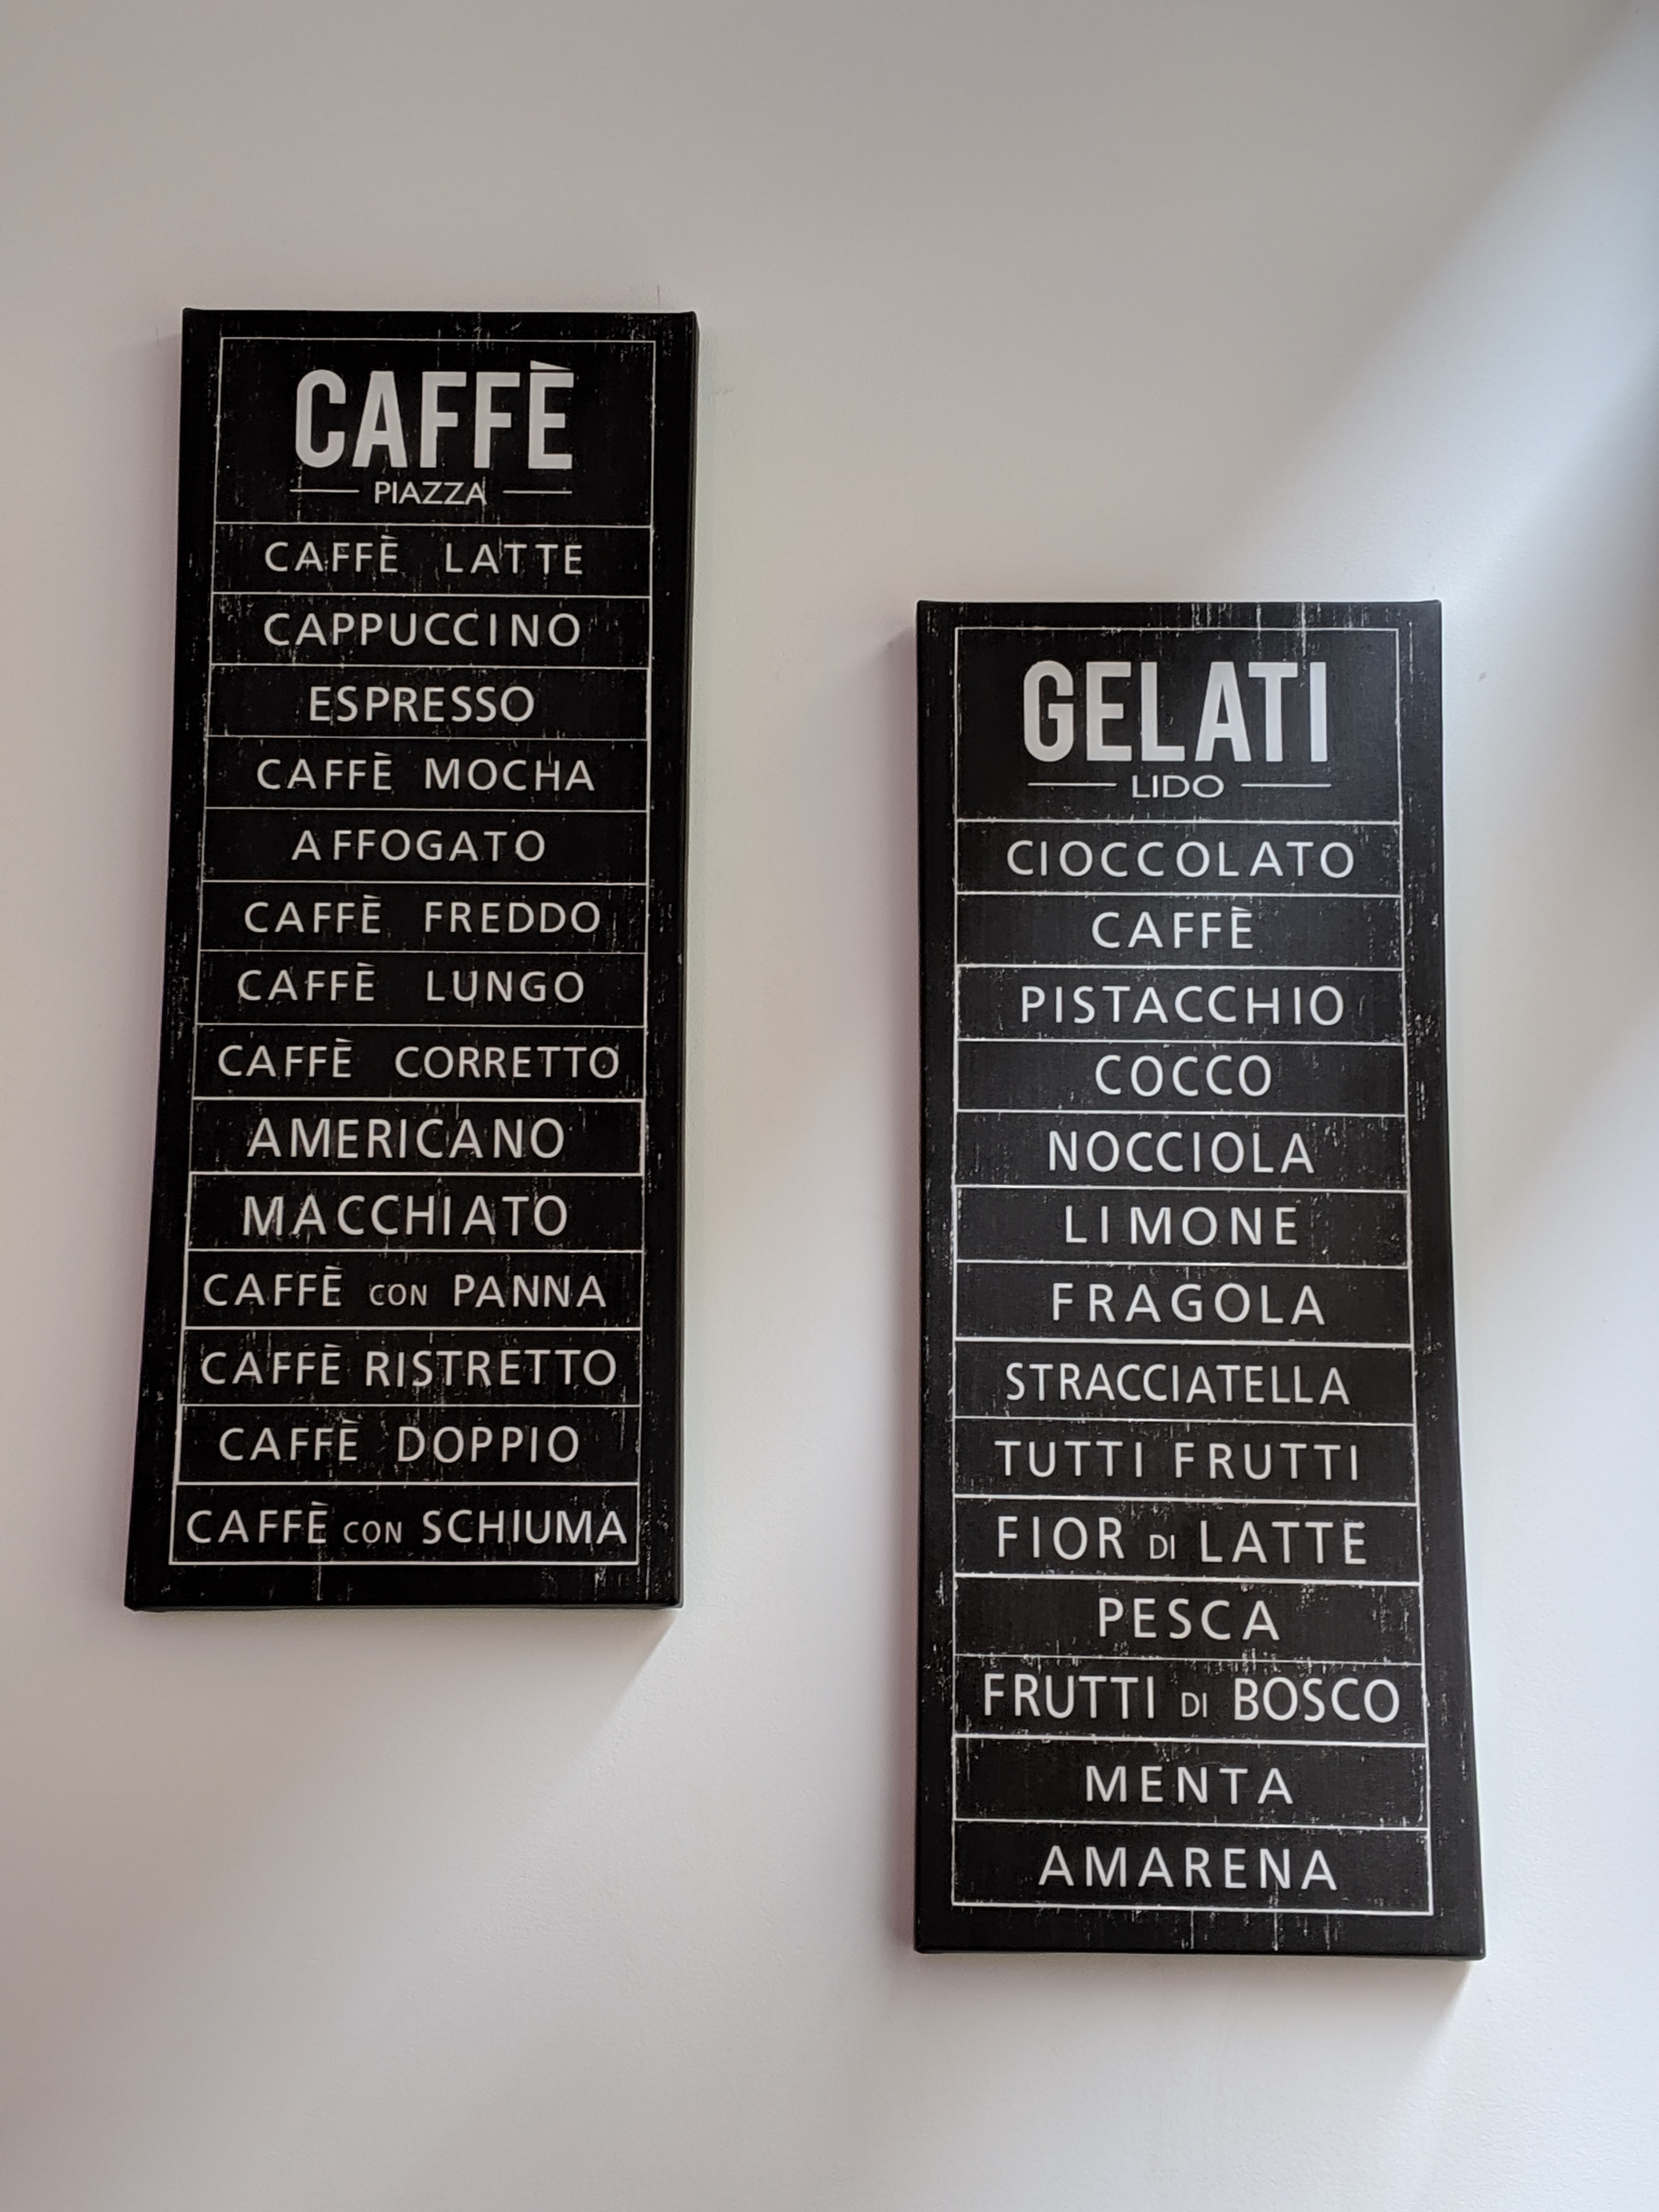 CAFFÈ
PIAZZA
CAFFÈ LATTE
CAPPUCCINO
ESPRESSO
CAFFÈ MOCHA
AFFOGATO
CAFFÈ FREDDO
CAFFÈ LUNGO
CAFFÈ CORRETTO
AMERICANO
MACCHIATO
CAFFÈ CON PANNA
CAFFÈ RISTRETTO
CAFFÈ DOPPIO
CAFFÈ CON SCHIUMA
GELATI
LIDO
CIOCCOLATO
CAFFÈ
PISTACCHIO
COCCO
NOCCIOLA
LIMONE
FRAGOLA
STRACCIATELLA
TUTTI FRUTTI
FIOR DI LATTE
PESCA
FRUTTI DI BOSCO
MENTA
AMARENA